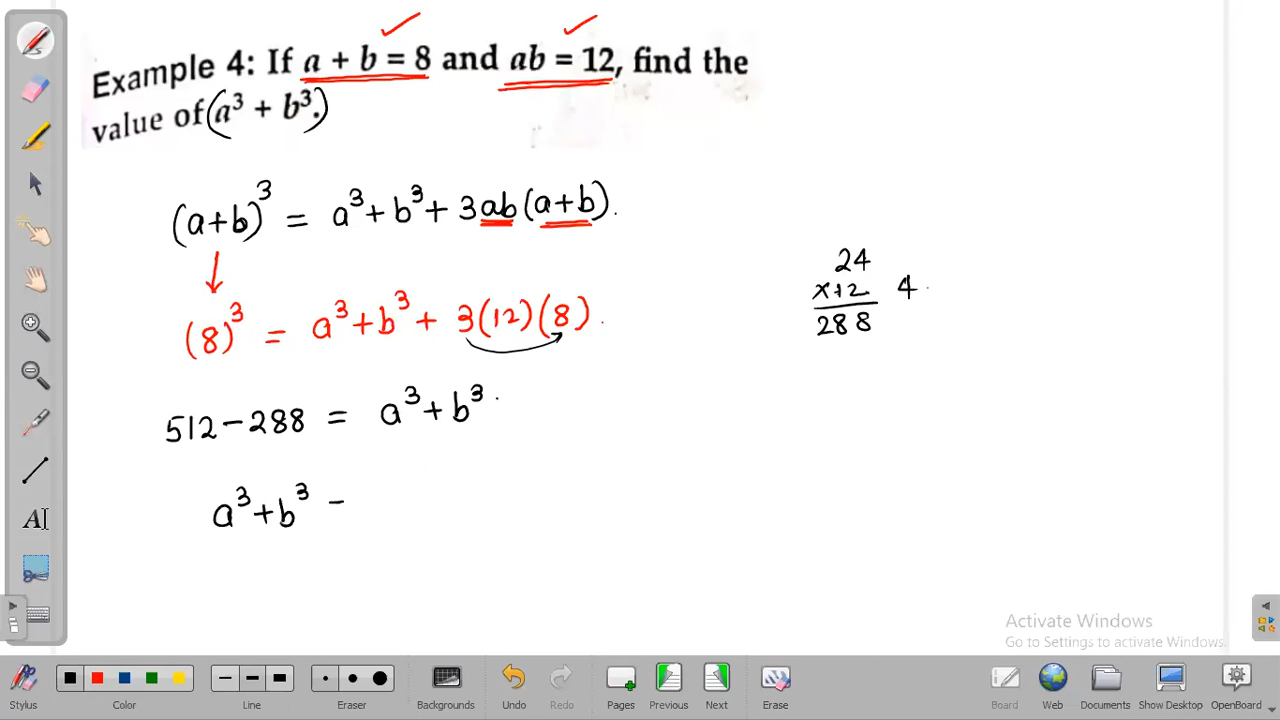 Example 4: If a + b = 8 and ab = 12, find the
value of (a³ + b³.)
(a+b)³ = a³+b³+ 3ab(a+b).
(8)³ = a³+b³+ 3(12)(8).
24
x+2 4
288
512-288 = a³+b³.
a³+b³ -
Activate Windows
Go to Settings to activate Windows.
Stylus Color Line Eraser Backgrounds Undo Redo Pages Previous Next Erase Board Web Documents Show Desktop OpenBoard